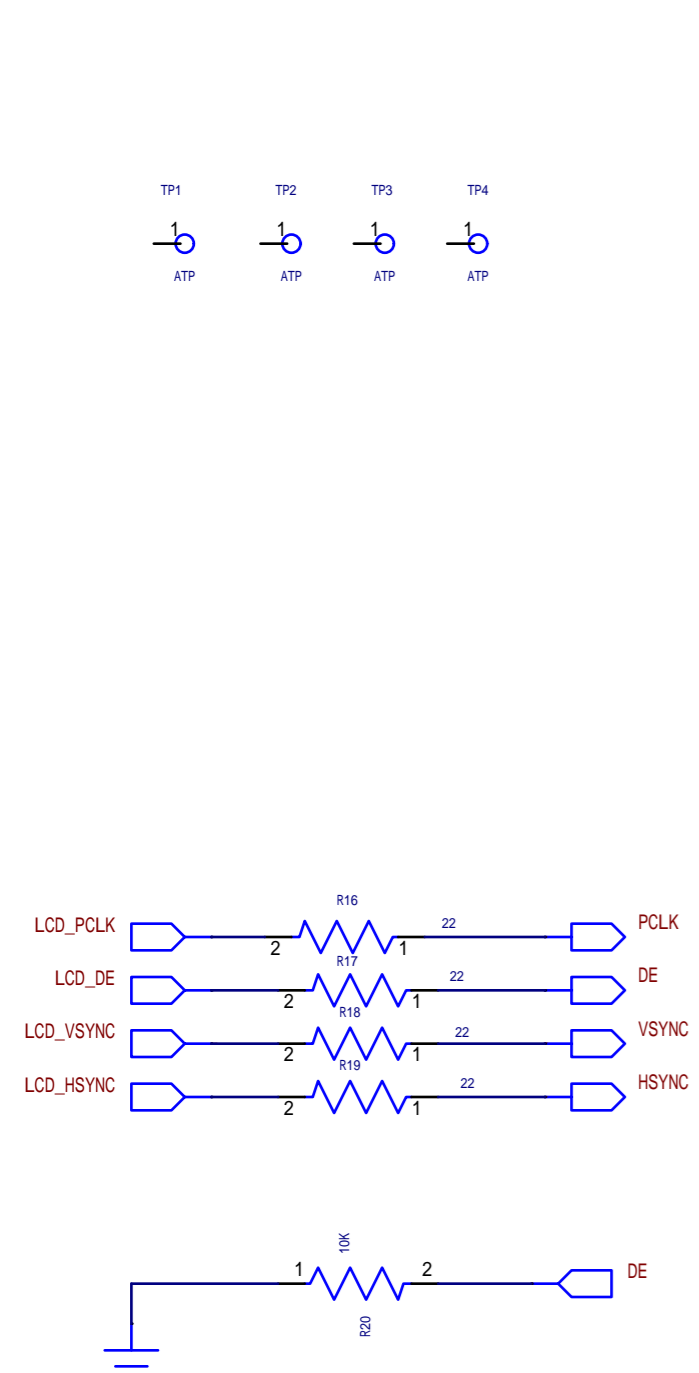 TP1 TP2 TP3 TP4
1 1 1 1
ATP ATP ATP ATP
R16
LCD_PCLK 2 1 22 PCLK
R17
LCD_DE 2 1 22 DE
R18
LCD_VSYNC 2 1 22 VSYNC
R19
LCD_HSYNC 2 1 22 HSYNC
10K
1 2 DE
R20